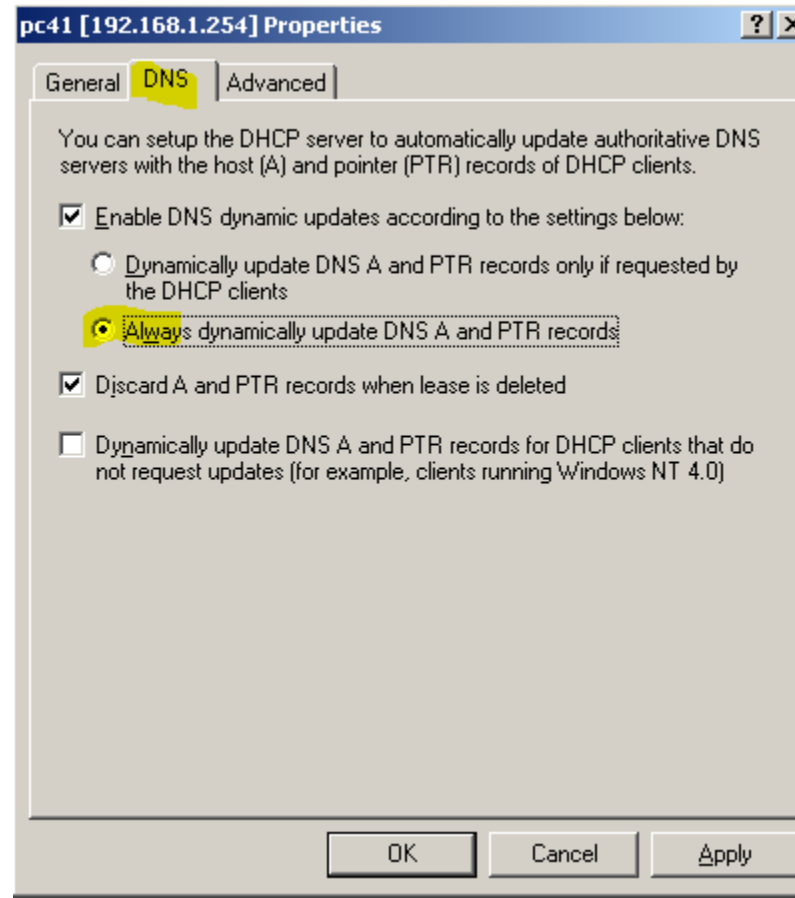 pc41 [192.168.1.254] Properties
General DNS Advanced
You can setup the DHCP server to automatically update authoritative DNS
servers with the host (A) and pointer (PTR) records of DHCP clients.
Enable DNS dynamic updates according to the settings below:
Dynamically update DNS A and PTR records only if requested by
the DHCP clients
Always dynamically update DNS A and PTR records
Discard A and PTR records when lease is deleted
Dynamically update DNS A and PTR records for DHCP clients that do
not request updates (for example, clients running Windows NT 4.0)
OK Cancel Apply